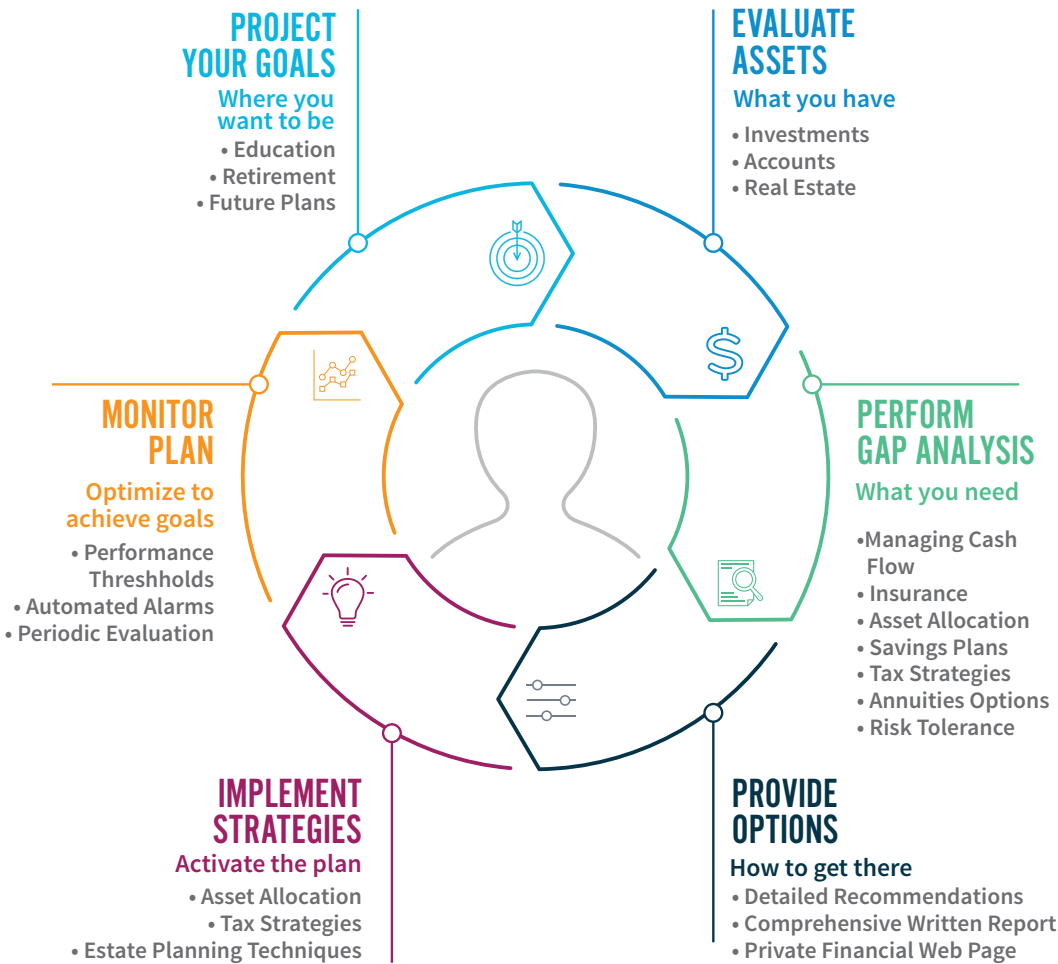 PROJECT
YOUR GOALS
Where you
want to be
• Education
• Retirement
• Future Plans
EVALUATE
ASSETS
What you have
• Investments
• Accounts
• Real Estate
$
PERFORM
GAP ANALYSIS
What you need
•Managing Cash
Flow
• Insurance
• Asset Allocation
• Savings Plans
• Tax Strategies
• Annuities Options
• Risk Tolerance
PROVIDE
OPTIONS
How to get there
• Detailed Recommendations
• Comprehensive Written Report
• Private Financial Web Page
IMPLEMENT
STRATEGIES
Activate the plan
• Asset Allocation
• Tax Strategies
• Estate Planning Techniques
MONITOR
PLAN
Optimize to
achieve goals
• Performance
Threshholds
• Automated Alarms
• Periodic Evaluation